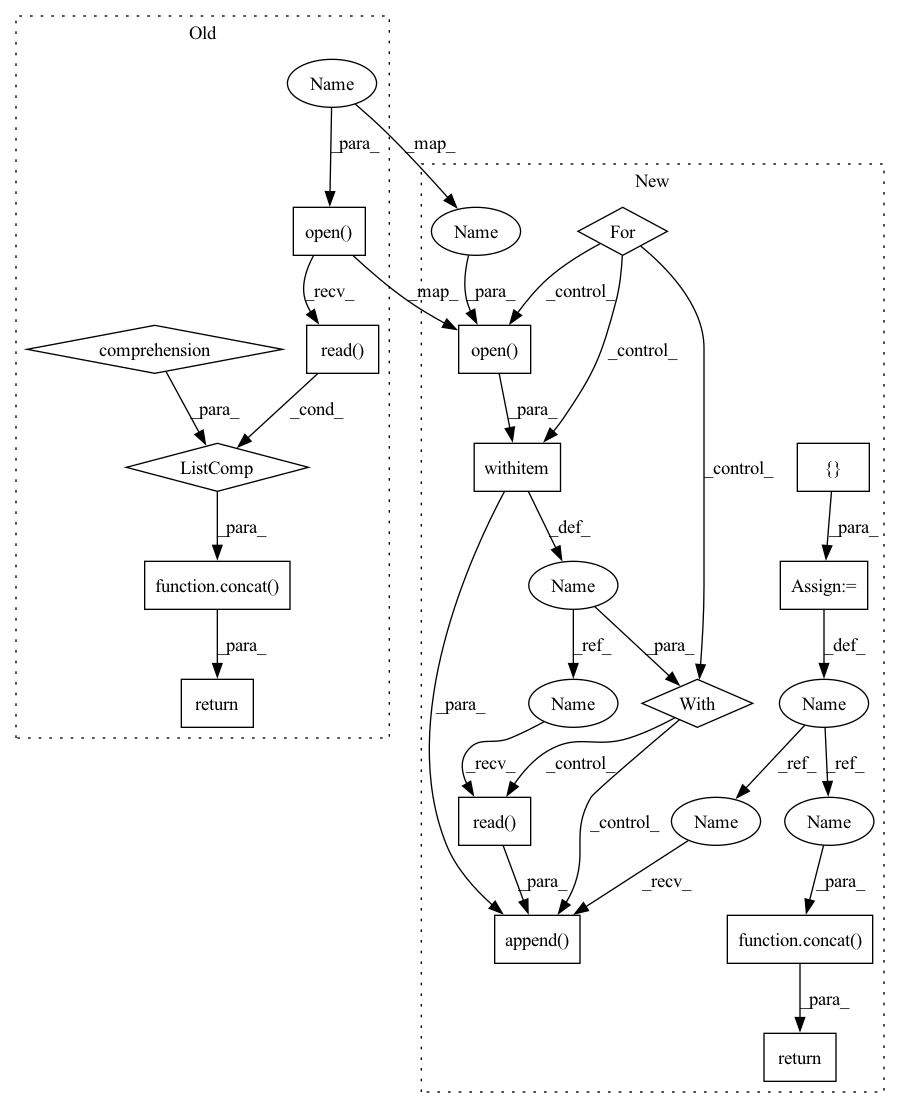 Old
Name
New
_para_
_map_
open()
Name
For
_recv_
_map_
_para_
_control_
comprehension
read()
open()
_control_
_para_
_cond_
_para_
_control_
ListComp
withitem
{}
_para_
_def_
_para_
function.concat()
Name
Assign:=
_para_
_ref_
_para_
_def_
return
_para_
Name
With
Name
_recv_
_control_
_ref_
_ref_
read()
_control_
Name
Name
_para_
_recv_
_para_
append()
function.concat()
_para_
return